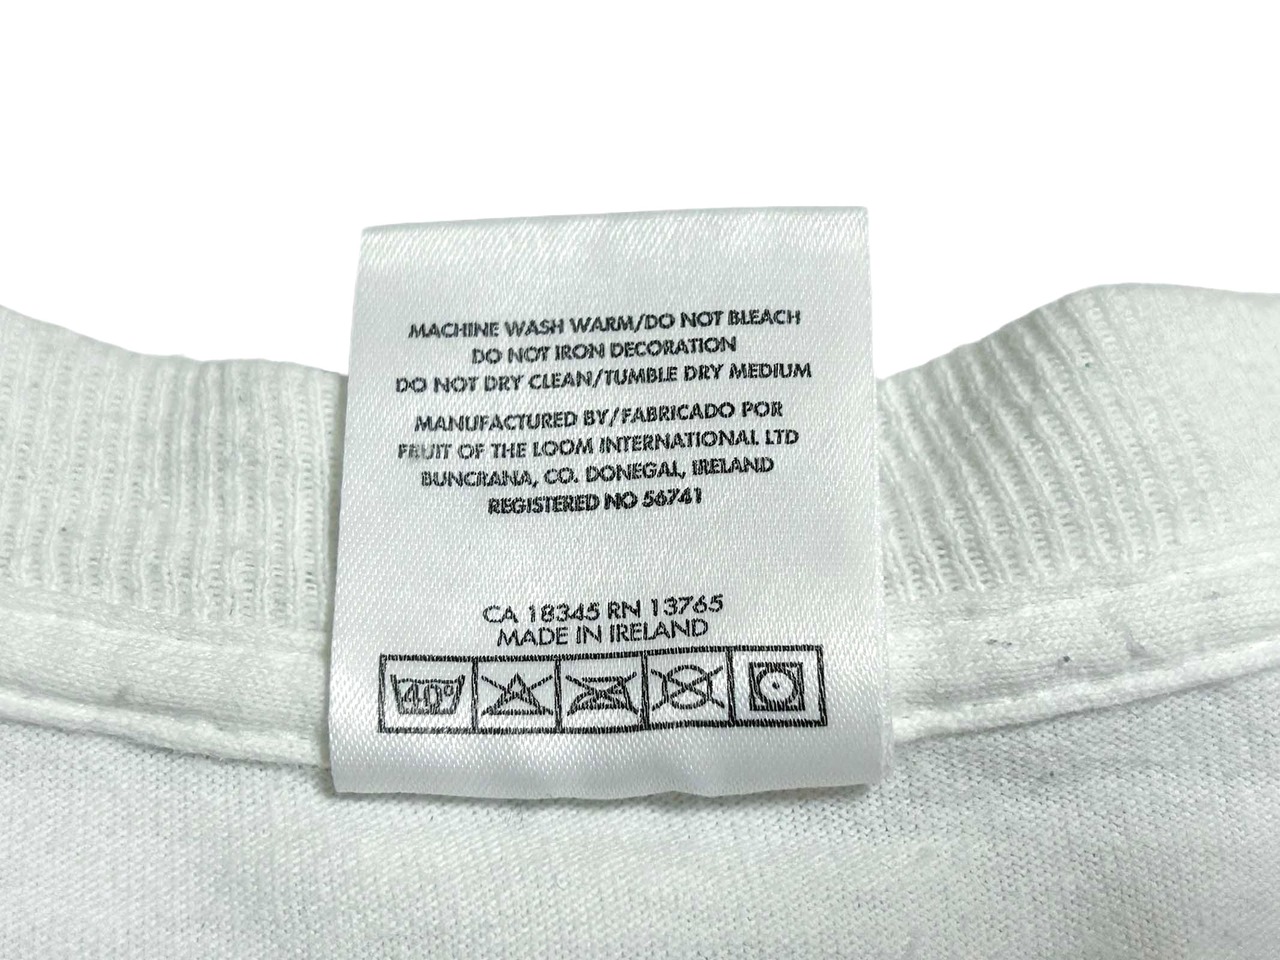 MACHINE WASH WARM/DO NOT BLEACH
DO NOT IRON DECORATION
DO NOT DRY CLEAN/TUMBLE DRY MEDIUM
MANUFACTURED BY/FABRICADO POR
FRUIT OF THE LOOM INTERNATIONAL LTD
BUNCRANA, CO. DONEGAL, IRELAND
REGISTERED NO 56741
CA 18345 RN 13765
MADE IN IRELAND
40°